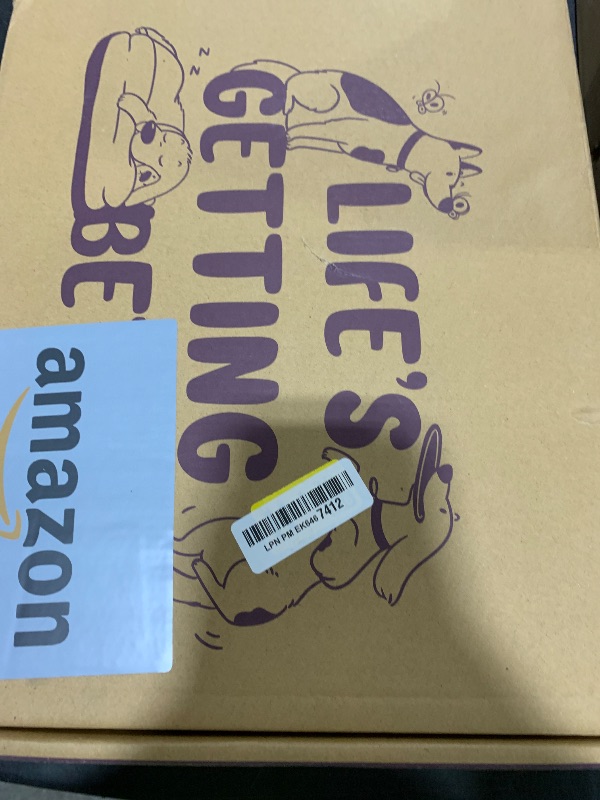 LIFE'S
GETTING
BE
z
z
amazon
LPN PM EK646 7412